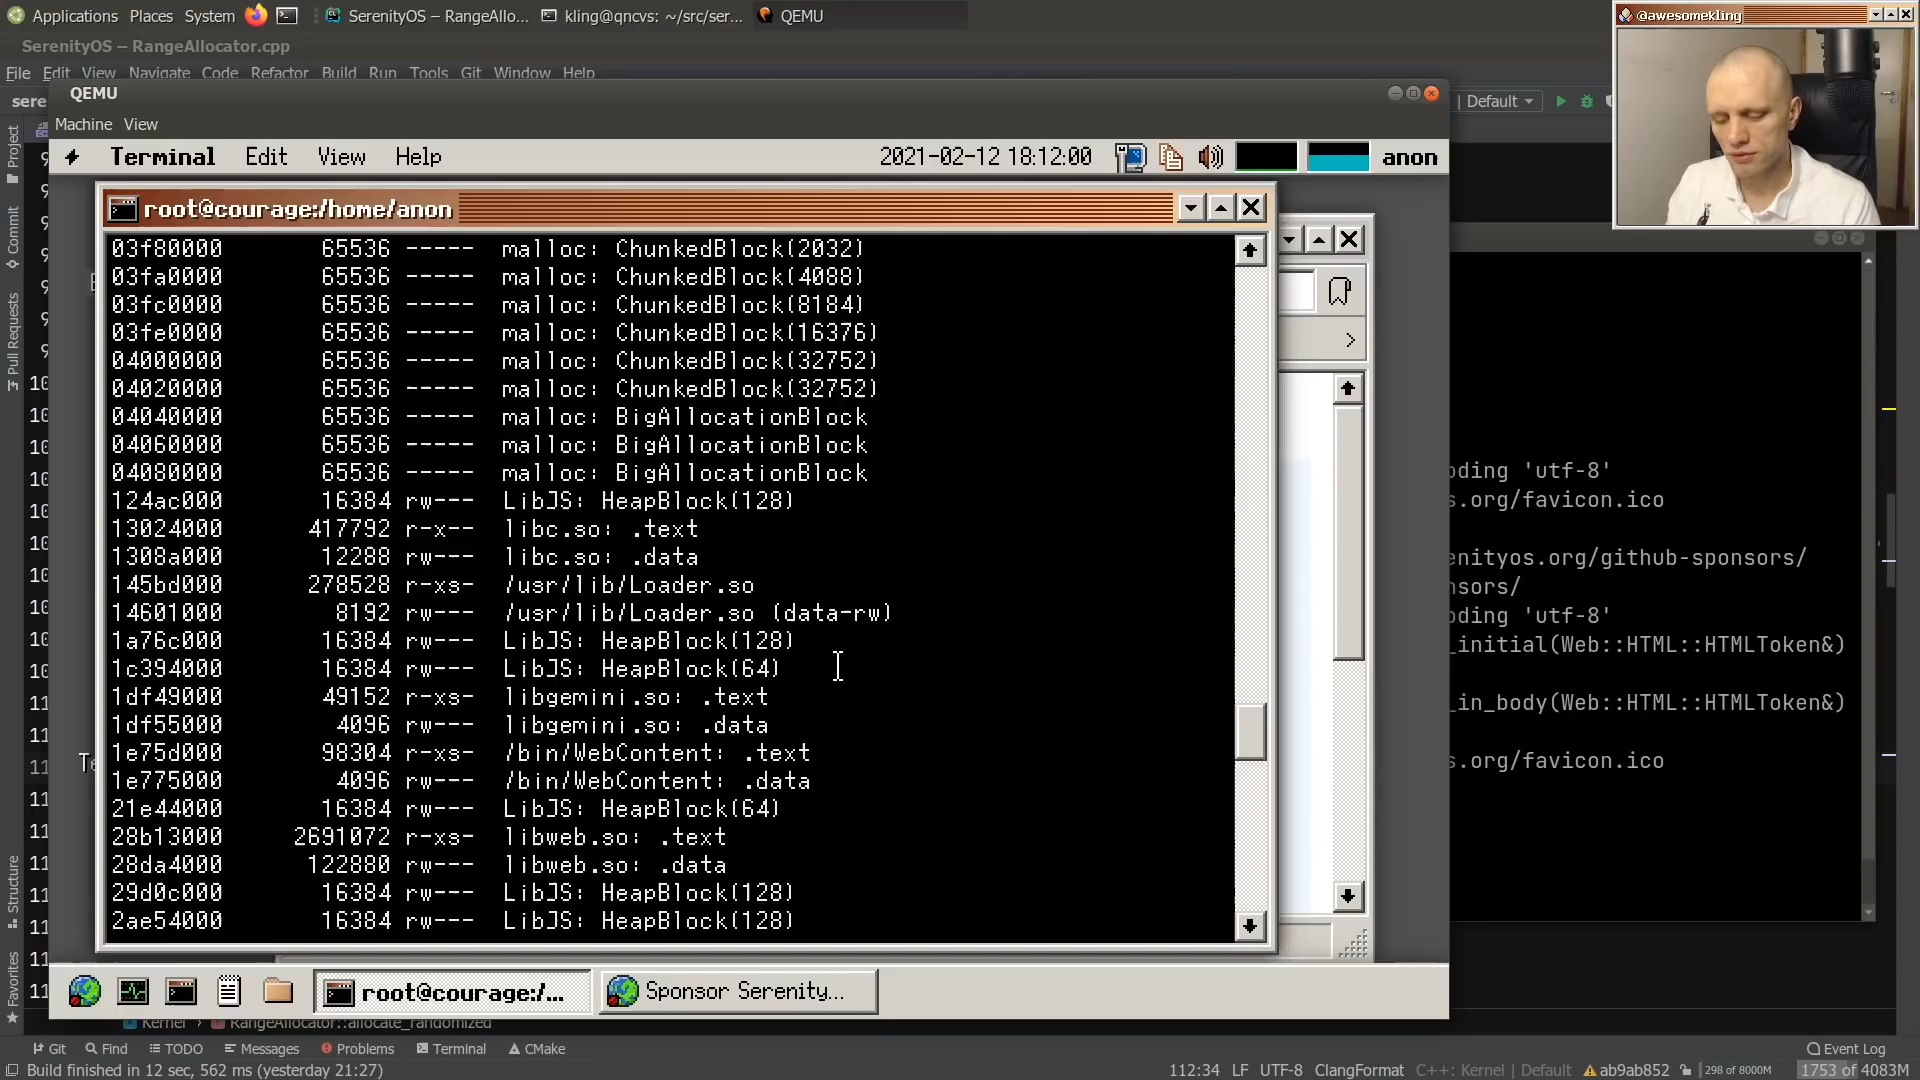 Applications Places System SerenityOS – RangeAllo... kling@qncvs: ~/src/ser... QEMU
SerenityOS – RangeAllocator.cpp
File Edit View Navigate Code Refactor Build Run Tools Git Window Help
@awesomekling
QEMU
sere
Default
Machine View
Terminal Edit View Help 2021-02-12 18:12:00 anon
root@courage:/home/anon
03f80000 65536 ----- malloc: ChunkedBlock(2032)
03fa0000 65536 ----- malloc: ChunkedBlock(4088)
03fc0000 65536 ----- malloc: ChunkedBlock(8184)
03fe0000 65536 ----- malloc: ChunkedBlock(16376)
04000000 65536 ----- malloc: ChunkedBlock(32752)
04020000 65536 ----- malloc: ChunkedBlock(32752)
04040000 65536 ----- malloc: BigAllocationBlock
04060000 65536 ----- malloc: BigAllocationBlock
04080000 65536 ----- malloc: BigAllocationBlock
124ac000 16384 rw--- LibJS: HeapBlock(128)
13024000 417792 r-x-- libc.so: .text
1308a000 12288 rw--- libc.so: .data
145bd000 278528 r-xs- /usr/lib/Loader.so
14601000 8192 rw--- /usr/lib/Loader.so (data-rw)
1a76c000 16384 rw--- LibJS: HeapBlock(128)
1c394000 16384 rw--- LibJS: HeapBlock(64)
1df49000 49152 r-xs- libgemini.so: .text
1df55000 4096 rw--- libgemini.so: .data
1e75d000 98304 r-xs- /bin/WebContent: .text
1e775000 4096 rw--- /bin/WebContent: .data
21e44000 16384 rw--- LibJS: HeapBlock(64)
28b13000 2691072 r-xs- libweb.so: .text
28da4000 122880 rw--- libweb.so: .data
29d0c000 16384 rw--- LibJS: HeapBlock(128)
2ae54000 16384 rw--- LibJS: HeapBlock(128)
oding 'utf-8'
s.org/favicon.ico
enityos.org/github-sponsors/
nsors/
oding 'utf-8'
_initial(Web::HTML::HTMLToken&)
_in_body(Web::HTML::HTMLToken&)
s.org/favicon.ico
Project
Commit
Pull Requests
Structure
Favorites
root@courage:/... Sponsor Serenity...
Kernel RangeAllocator::allocate_randomized
Git Find TODO Messages Problems Terminal CMake Event Log
Build finished in 12 sec, 562 ms (yesterday 21:27) 112:34 LF UTF-8 ClangFormat C++: Kernel | Default ab9ab852 298 of 8000M 1753 of 4083M